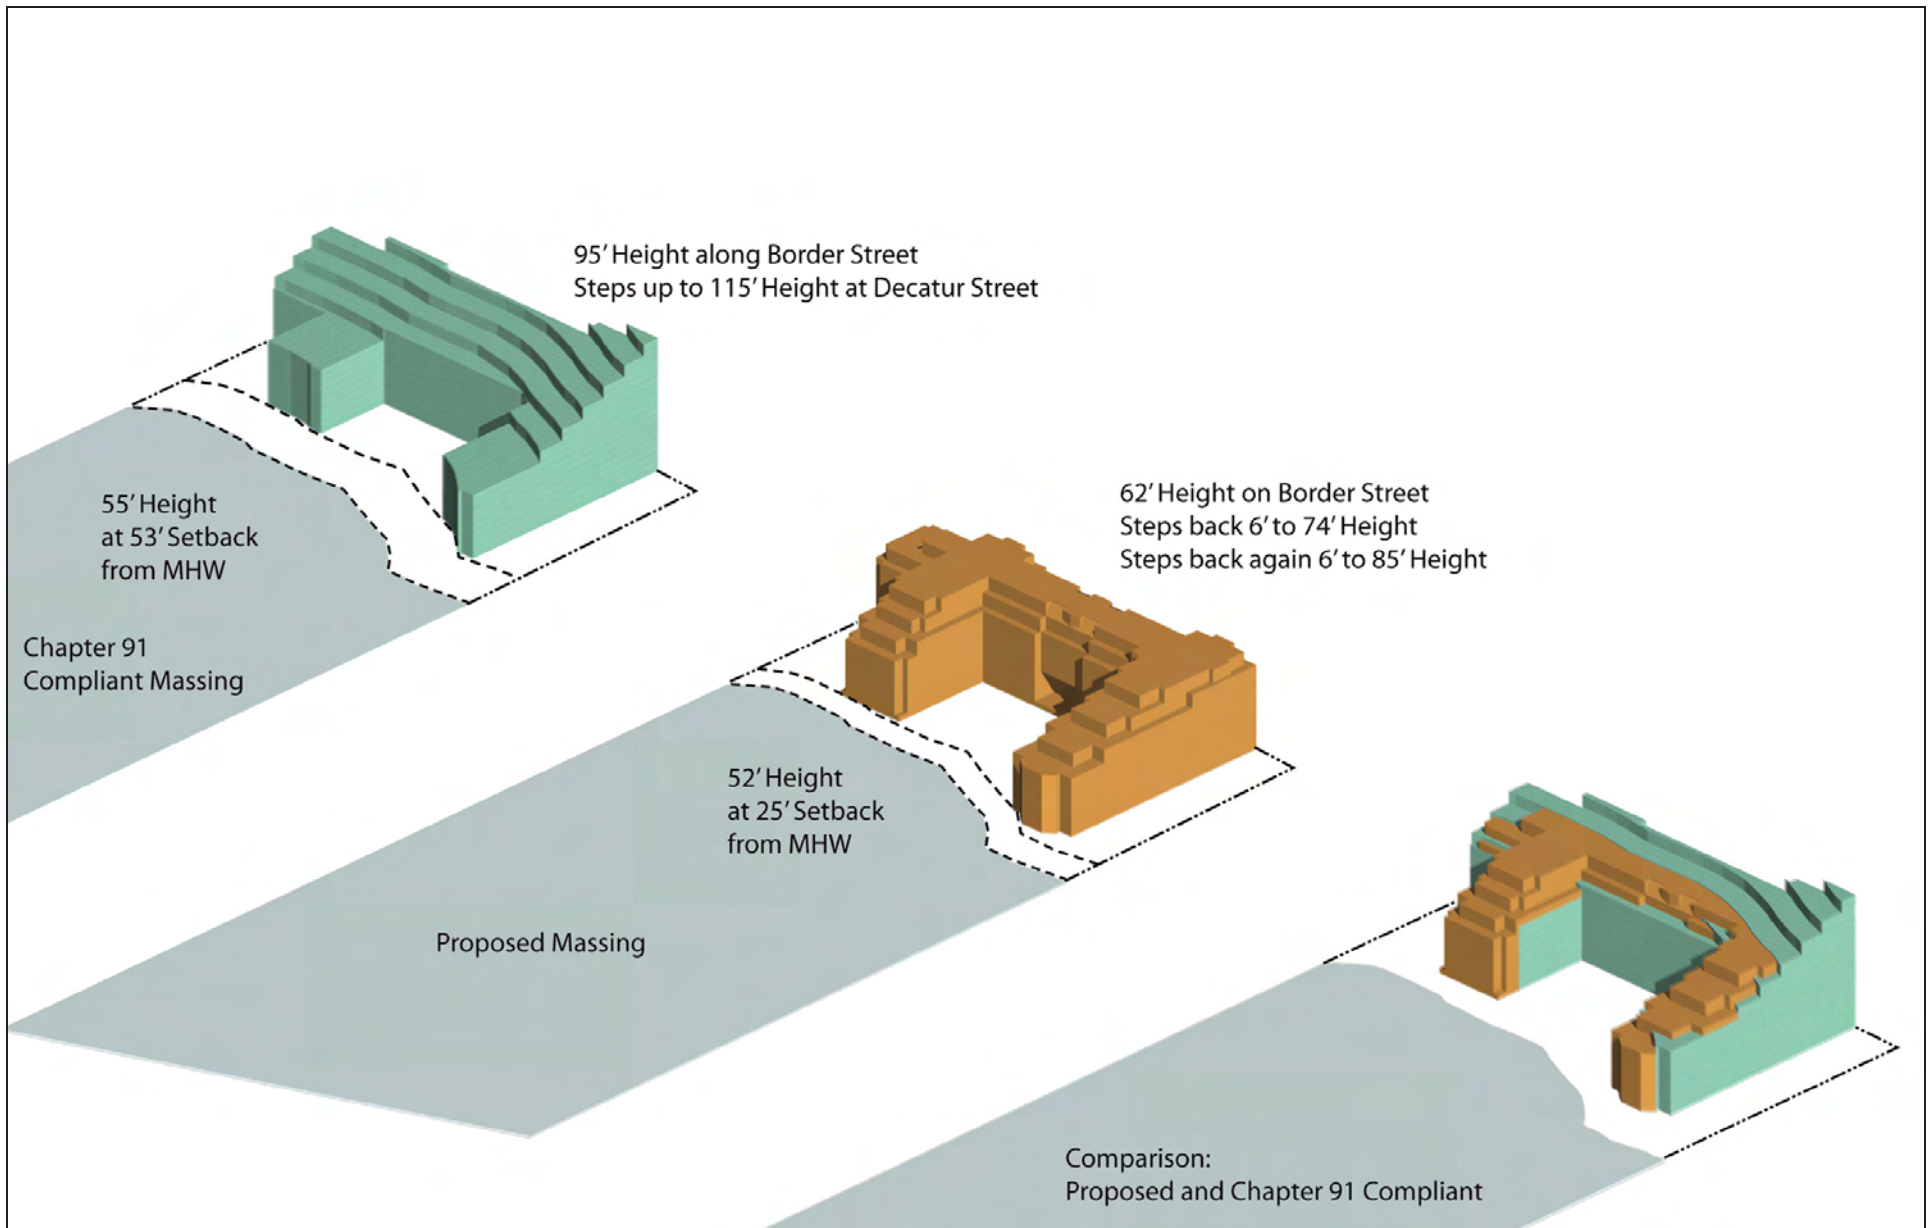 95’ Height along Border Street
Steps up to 115’ Height at Decatur Street
55’ Height
at 53’ Setback
from MHW
Chapter 91
Compliant Massing
62’ Height on Border Street
Steps back 6’ to 74’ Height
Steps back again 6’ to 85’ Height
52’ Height
at 25’ Setback
from MHW
Proposed Massing
Comparison:
Proposed and Chapter 91 Compliant